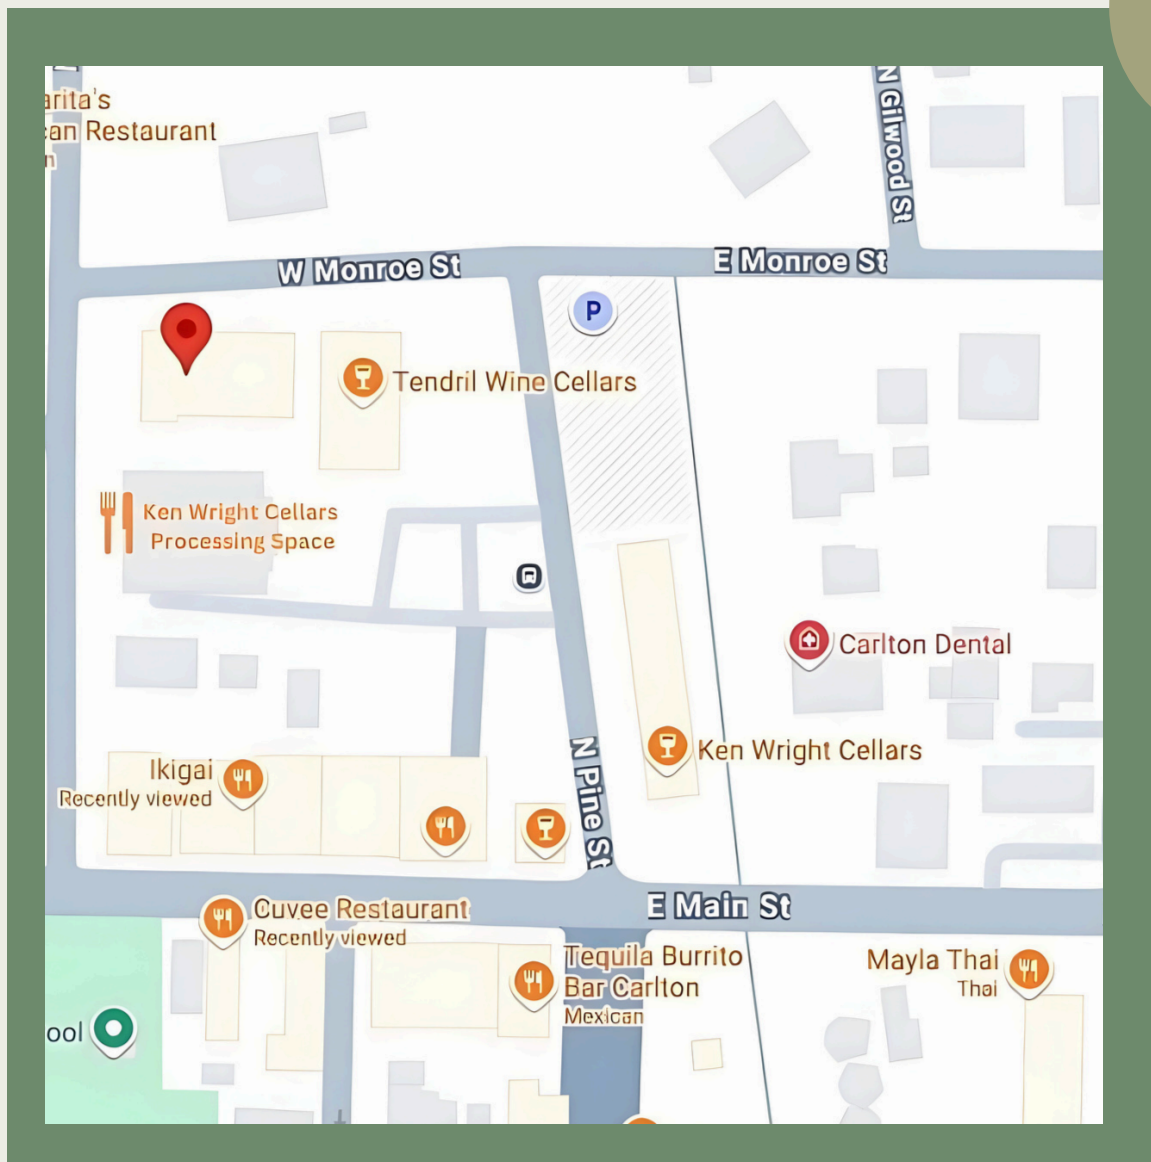 arita's
can Restaurant
n
N Gilwood St
W Monroe St
E Monroe St
P
Tendril Wine Cellars
Ken Wright Cellars
Processing Space
Carlton Dental
Ken Wright Cellars
N Pine St
Ikigai
Recently viewed
Cuvee Restaurant
Recently viewed
E Main St
Tequila Burrito
Bar Carlton
Mexican
Mayla Thai
Thai
ool